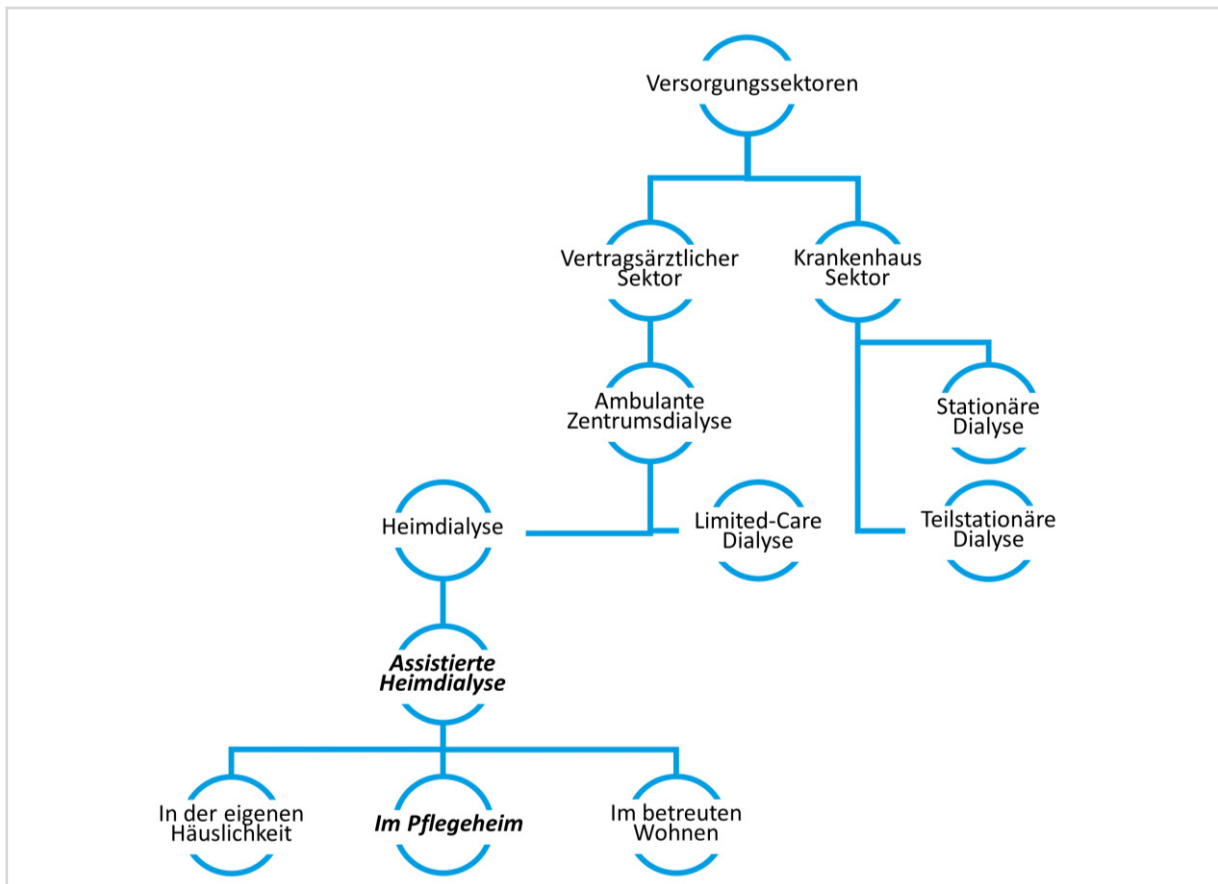 Versorgungssektoren
Vertragsärztlicher
Sektor
Krankenhaus
Sektor
Ambulante
Zentrumsdialyse
Stationäre
Dialyse
Heimdialyse
Limited-Care
Dialyse
Teilstationäre
Dialyse
Assistierte
Heimdialyse
In der eigenen
Häuslichkeit
Im Pflegeheim
Im betreuten
Wohnen